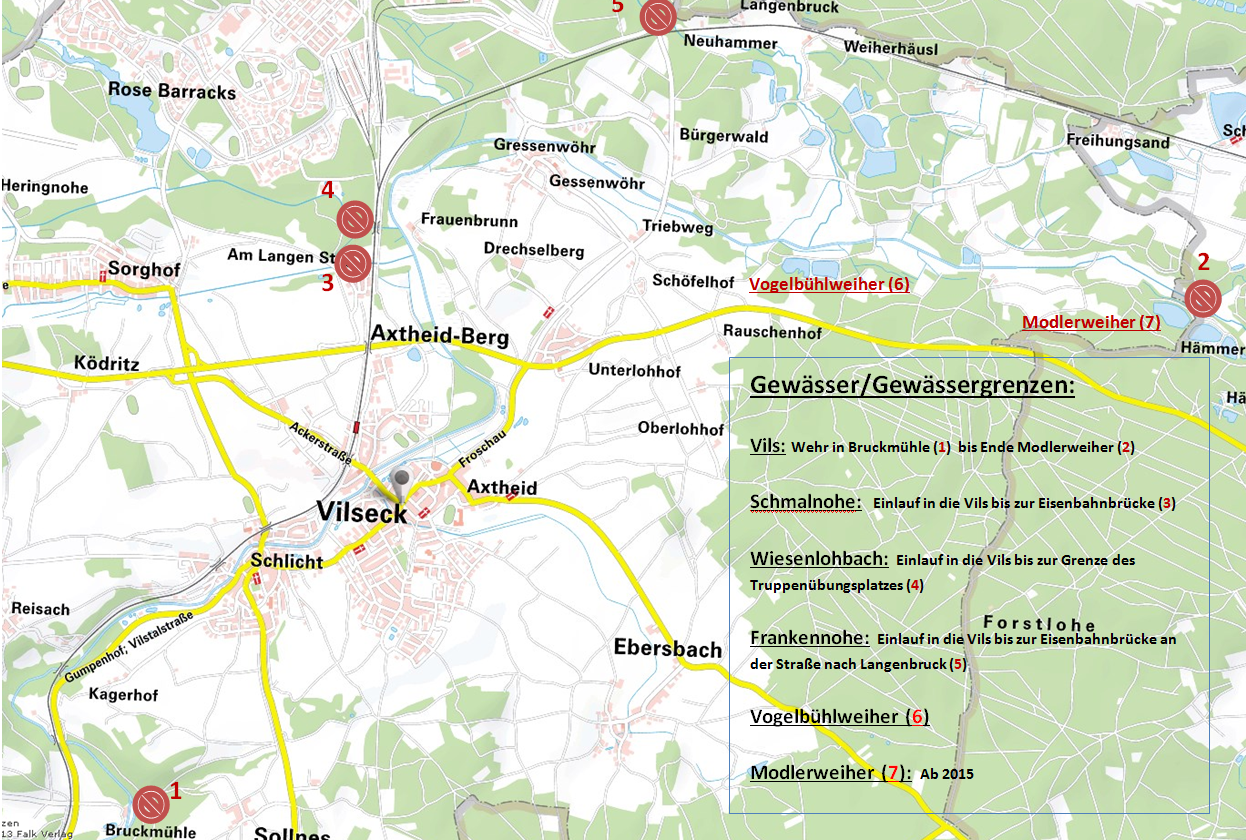 5
Langenbruck
Neuhammer
Weiherhäusl
Rose Barracks
Bürgerwald
Freihungsand
Sch
Gressenwöhr
Gessenwöhr
Heringnohe
4
Frauenbrunn
Triebweg
Drechselberg
Am Langen St
Sorghof
3
2
Schöfelhof
Vogelbühlweiher (6)
Modlerweiher (7)
Rauschenhof
Axtheid-Berg
Hämmer
Ködritz
Unterlohhof
Hä
Gewässer/Gewässergrenzen:
Oberlohhof
Ackerstraße
Froschau
Vils: Wehr in Bruckmühle (1) bis Ende Modlerweiher (2)
Axtheid
Vilseck
Schmalnohe: Einlauf in die Vils bis zur Eisenbahnbrücke (3)
Schlicht
Wiesenlohbach: Einlauf in die Vils bis zur Grenze des
Truppenübungsplatzes (4)
Reisach
Gumpenhof; Vilstalstraße
Forstlohe
Ebersbach
Frankennohe: Einlauf in die Vils bis zur Eisenbahnbrücke an
der Straße nach Langenbruck (5)
Kagerhof
Vogelbühlweiher (6)
Modlerweiher (7): Ab 2015
1
zen
13 Falk Verlag
Bruckmühle
Sollnes